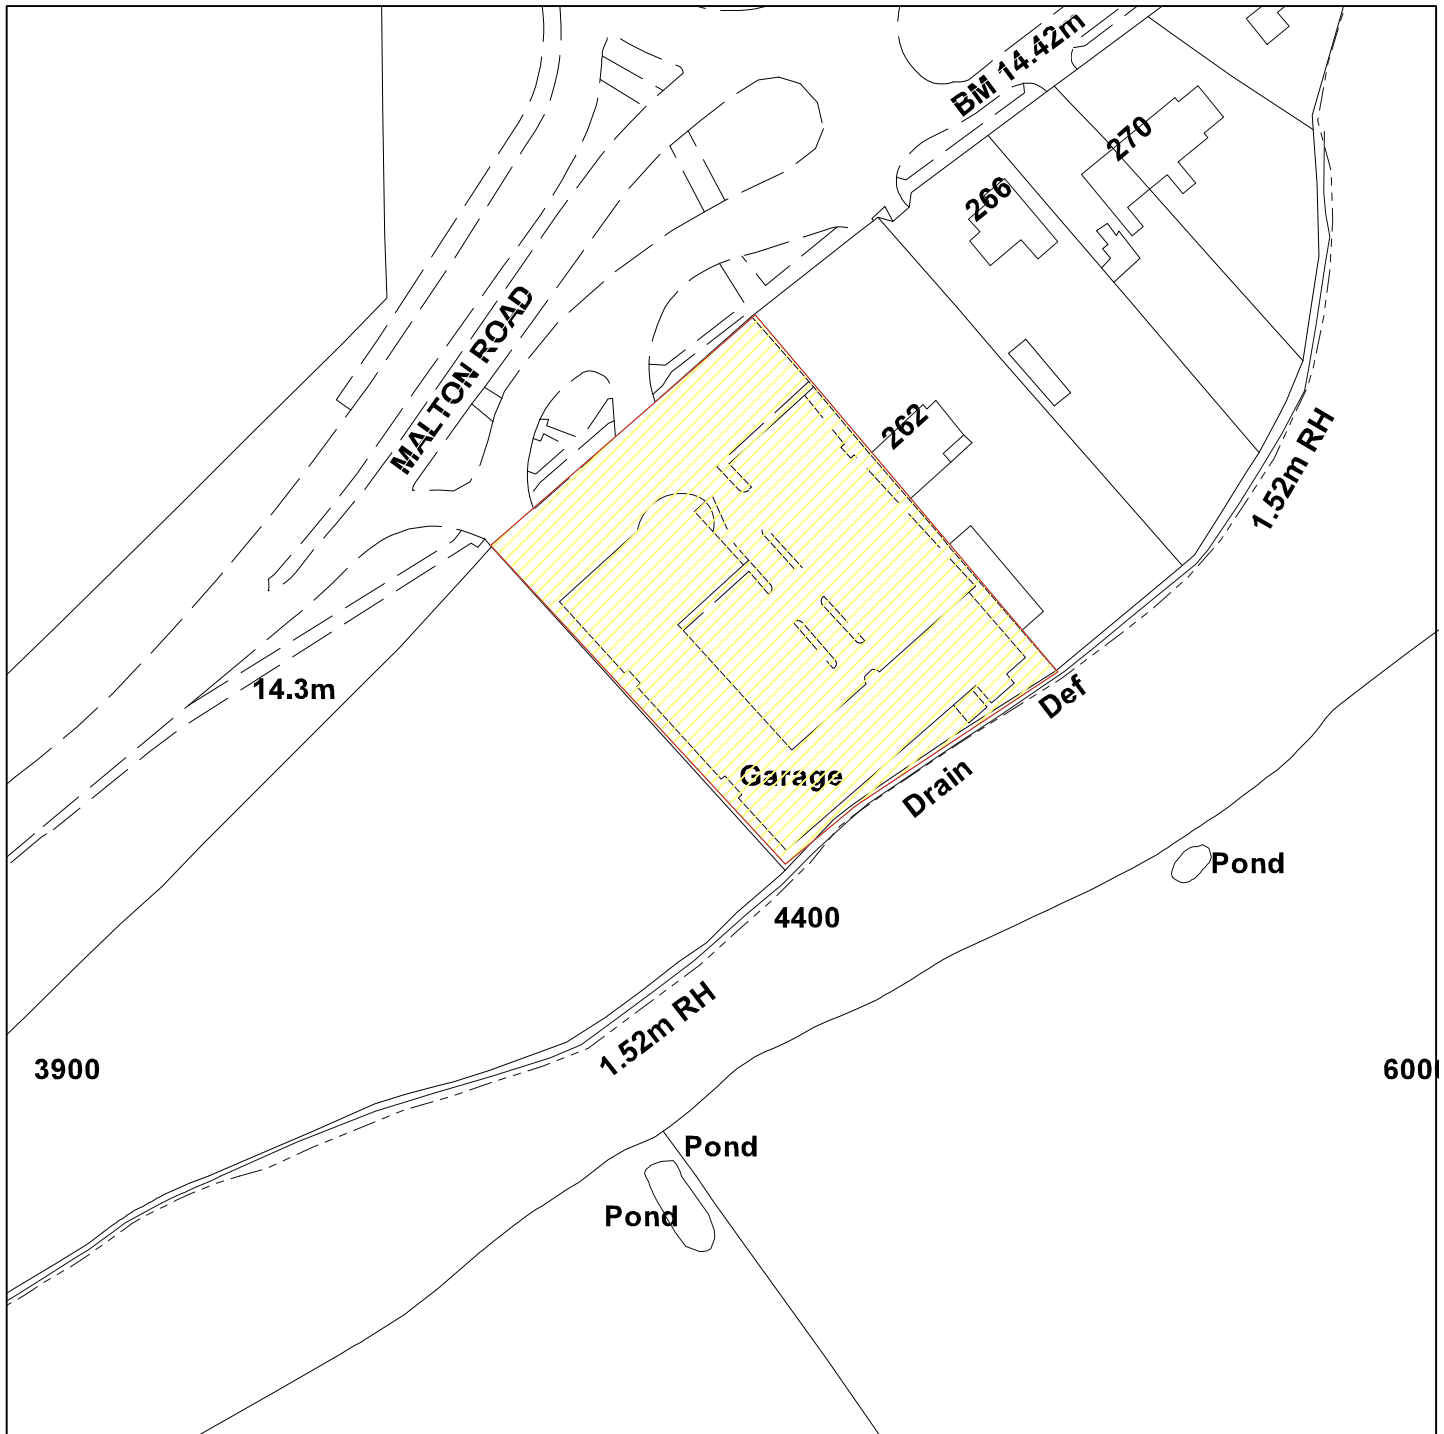 BM 14.42m
270
266
MALTON ROAD
262
1.52m RH
14.3m
Def
Garage
Drain
Pond
4400
1.52m RH
3900
Pond
Pond